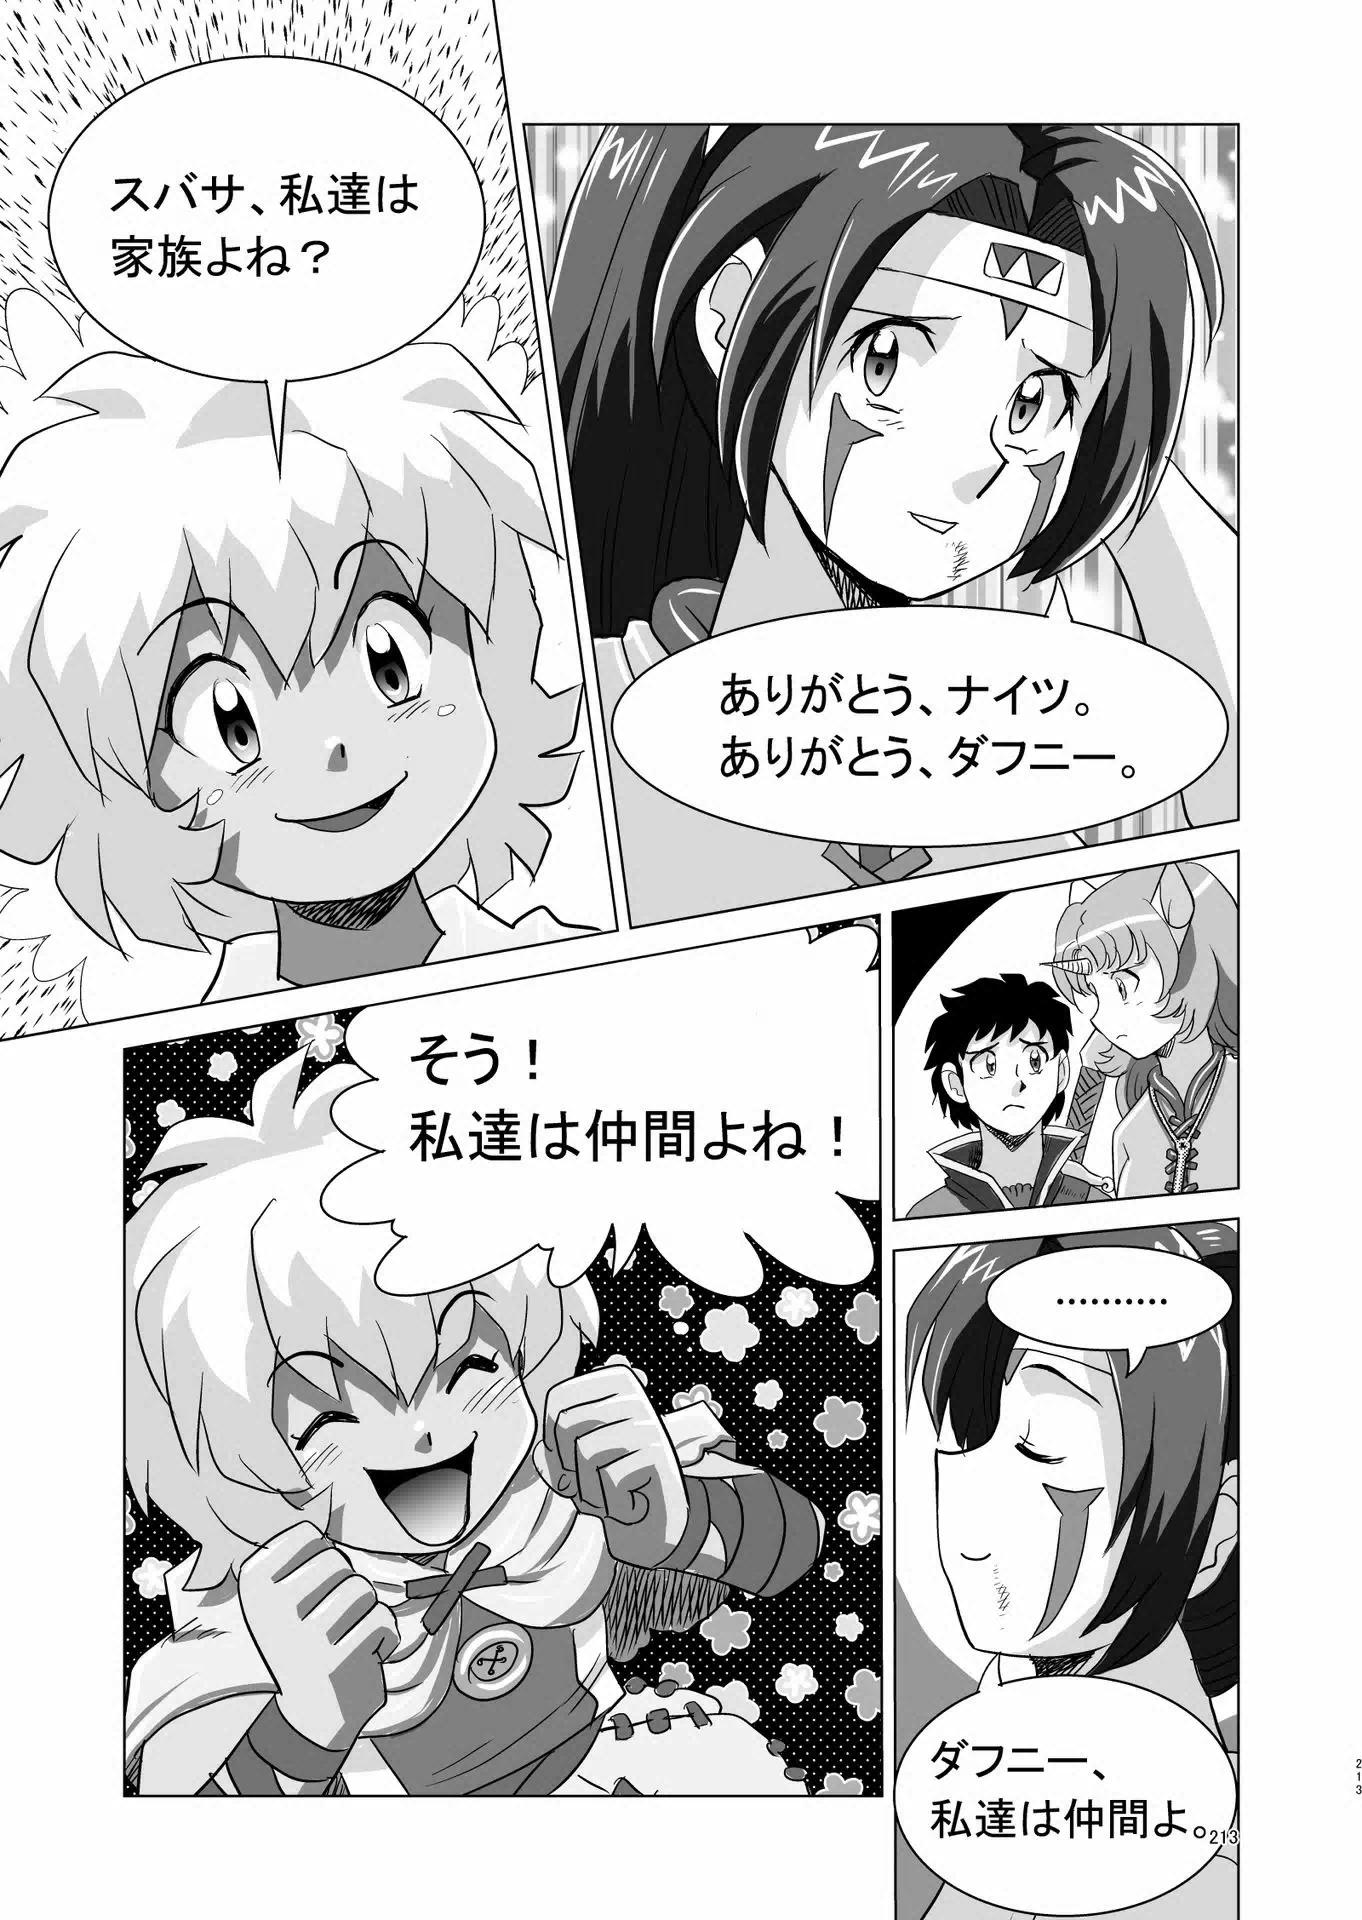 ありがとう、ナイツ。
ありがとう、ダフニー。
スバサ、私達は
家族よね？
…………
ダフニー、
私達は仲間よ。
そう！
私達は仲間よね！
213
213